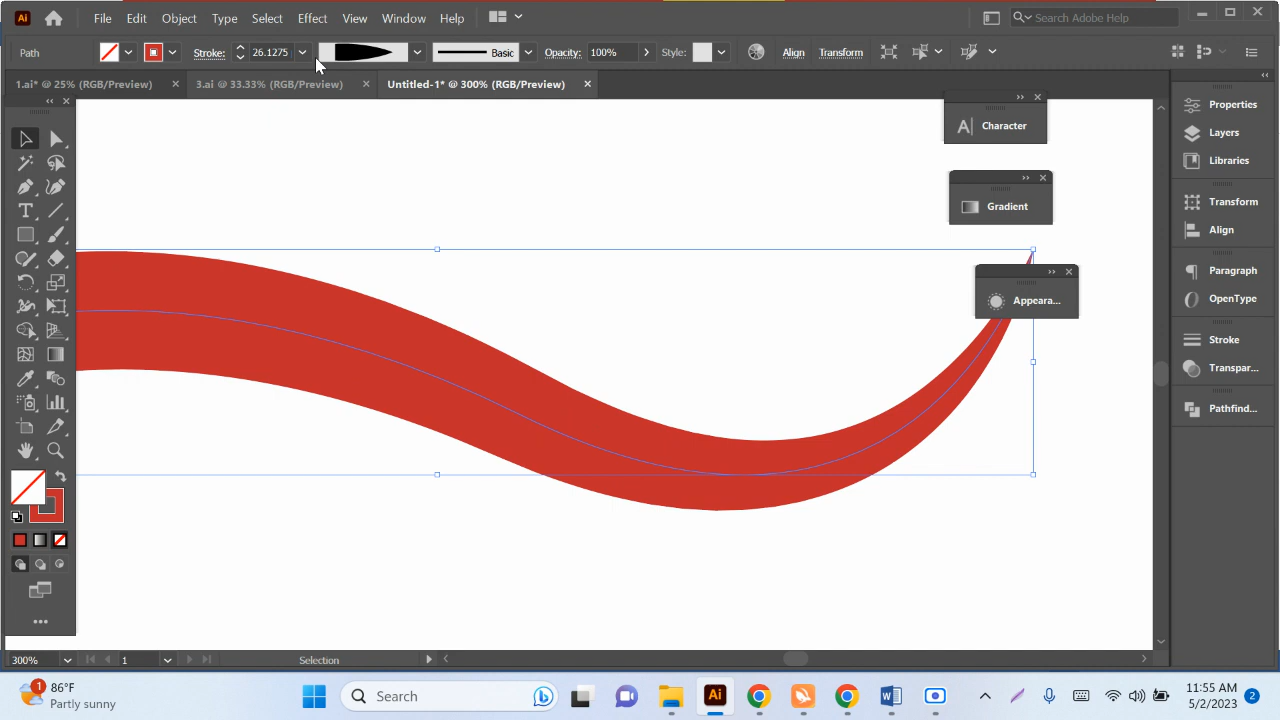 Ai File Edit Object Type Select Effect View Window Help Search Adobe Help
Path Stroke: 26.1275 Basic Opacity: 100% Style: Align Transform
1.ai* @ 25% (RGB/Preview) 3.ai @ 33.33% (RGB/Preview) Untitled-1* @ 300% (RGB/Preview)
A Character
Gradient
Appeara...
Properties
Layers
Libraries
Transform
Align
Paragraph
OpenType
Stroke
Transpar...
Pathfind...
T
300% 1 Selection
1 86°F
Partly sunny
Search
Ai
W
11:55 AM
5/2/2023
2